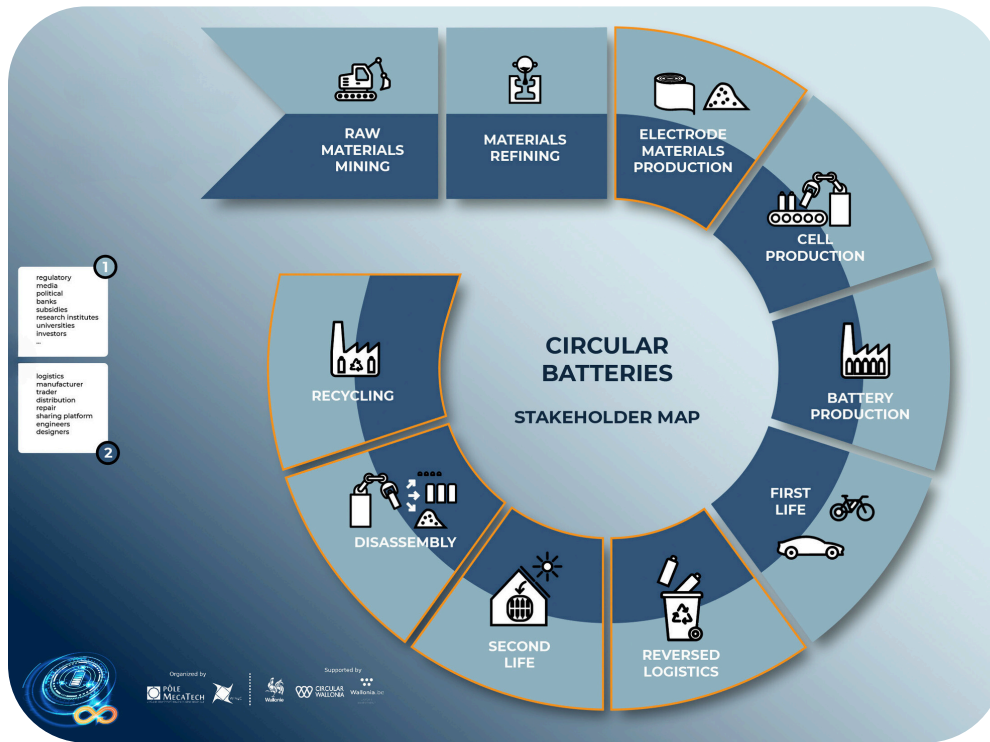 RAW
MATERIALS
MINING
MATERIALS
REFINING
ELECTRODE
MATERIALS
PRODUCTION
CELL
PRODUCTION
BATTERY
PRODUCTION
FIRST
LIFE
REVERSED
LOGISTICS
SECOND
LIFE
DISASSEMBLY
RECYCLING
CIRCULAR
BATTERIES
STAKEHOLDER MAP
1
regulatory
media
political
banks
subsidies
research institutes
universities
investors
...
logistics
manufacturer
trader
distribution
repair
sharing platform
engineers
designers
2
Organized by
PÔLE
MECATECH
Supported by
Wallonie
CIRCULAR
WALLONIA
Wallonia.be